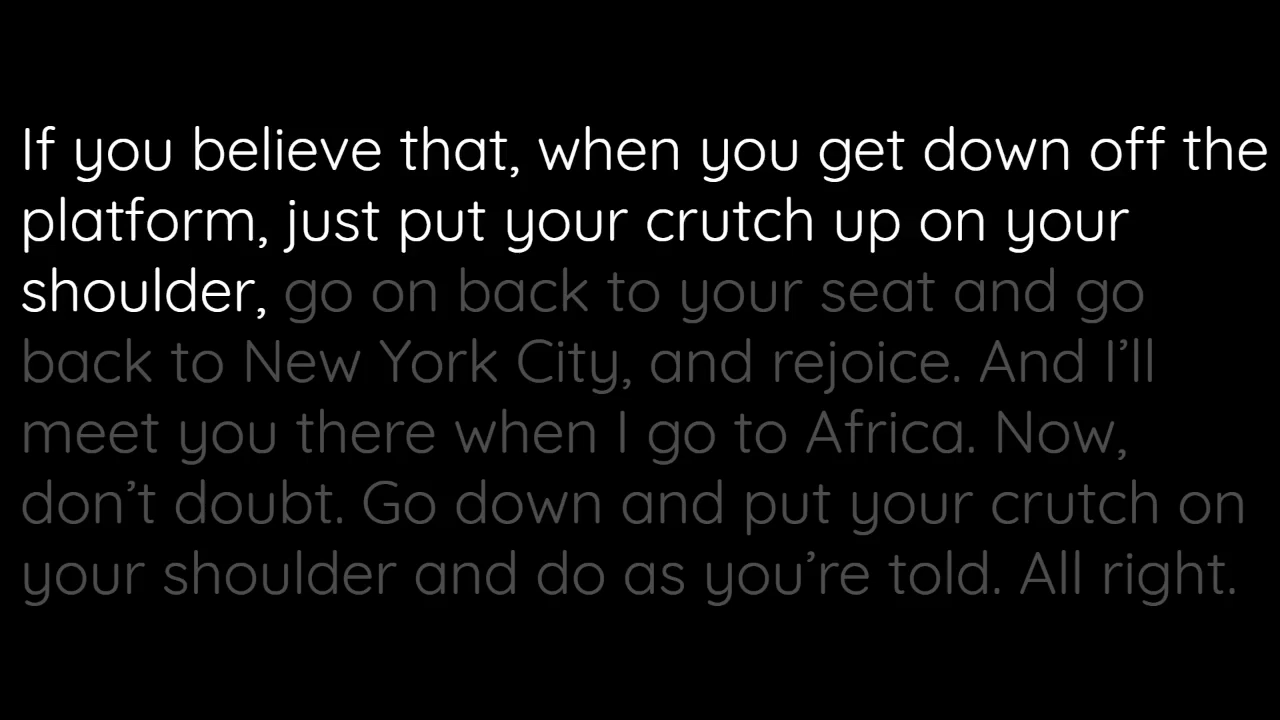 If you believe that, when you get down off the
platform, just put your crutch up on your
shoulder, go on back to your seat and go
back to New York City, and rejoice. And I’ll
meet you there when I go to Africa. Now,
don’t doubt. Go down and put your crutch on
your shoulder and do as you’re told. All right.